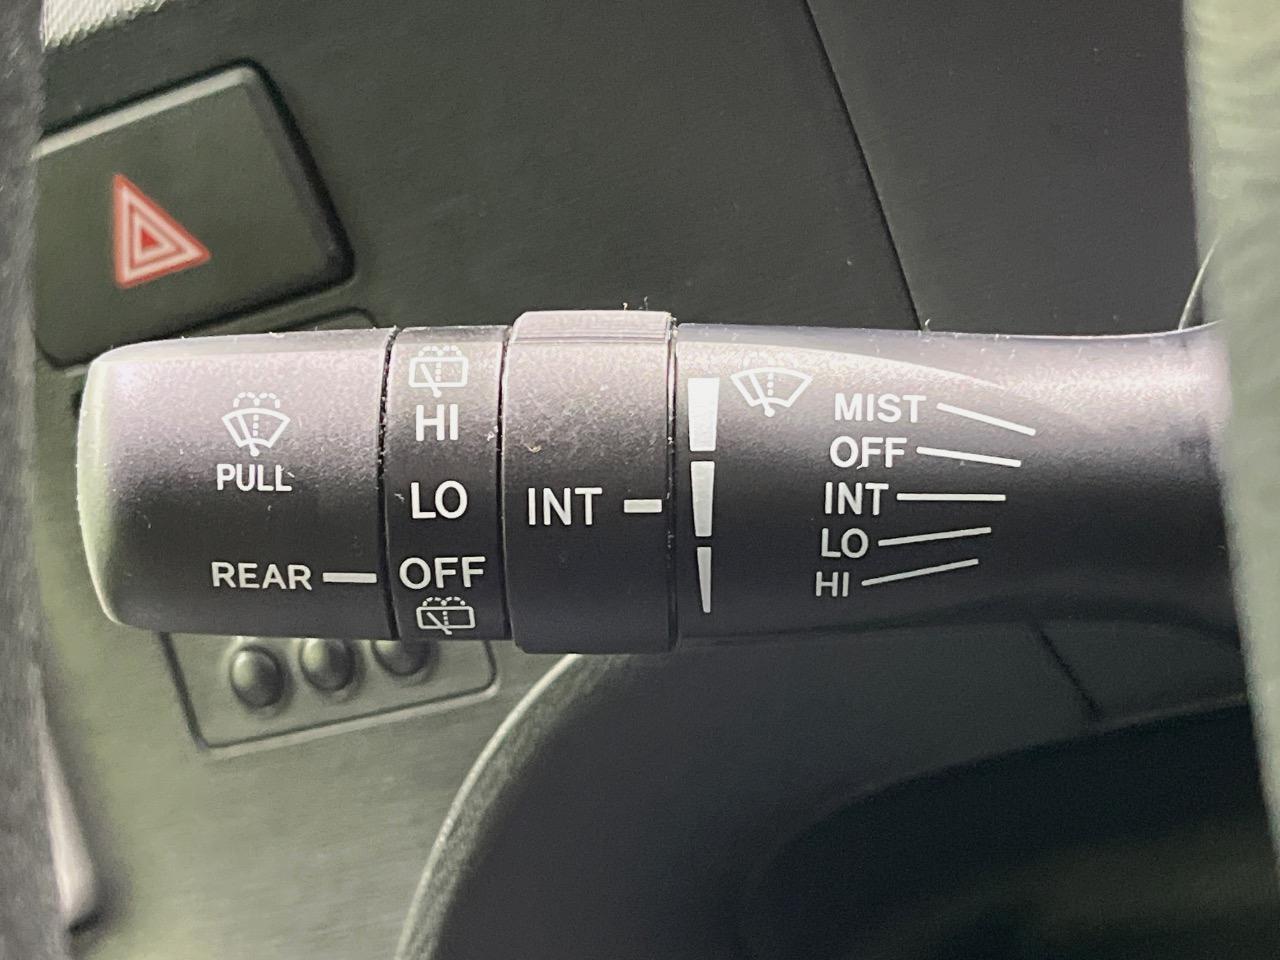 PULL
REAR
HI
LO
OFF
INT
MIST
OFF
INT
LO
HI